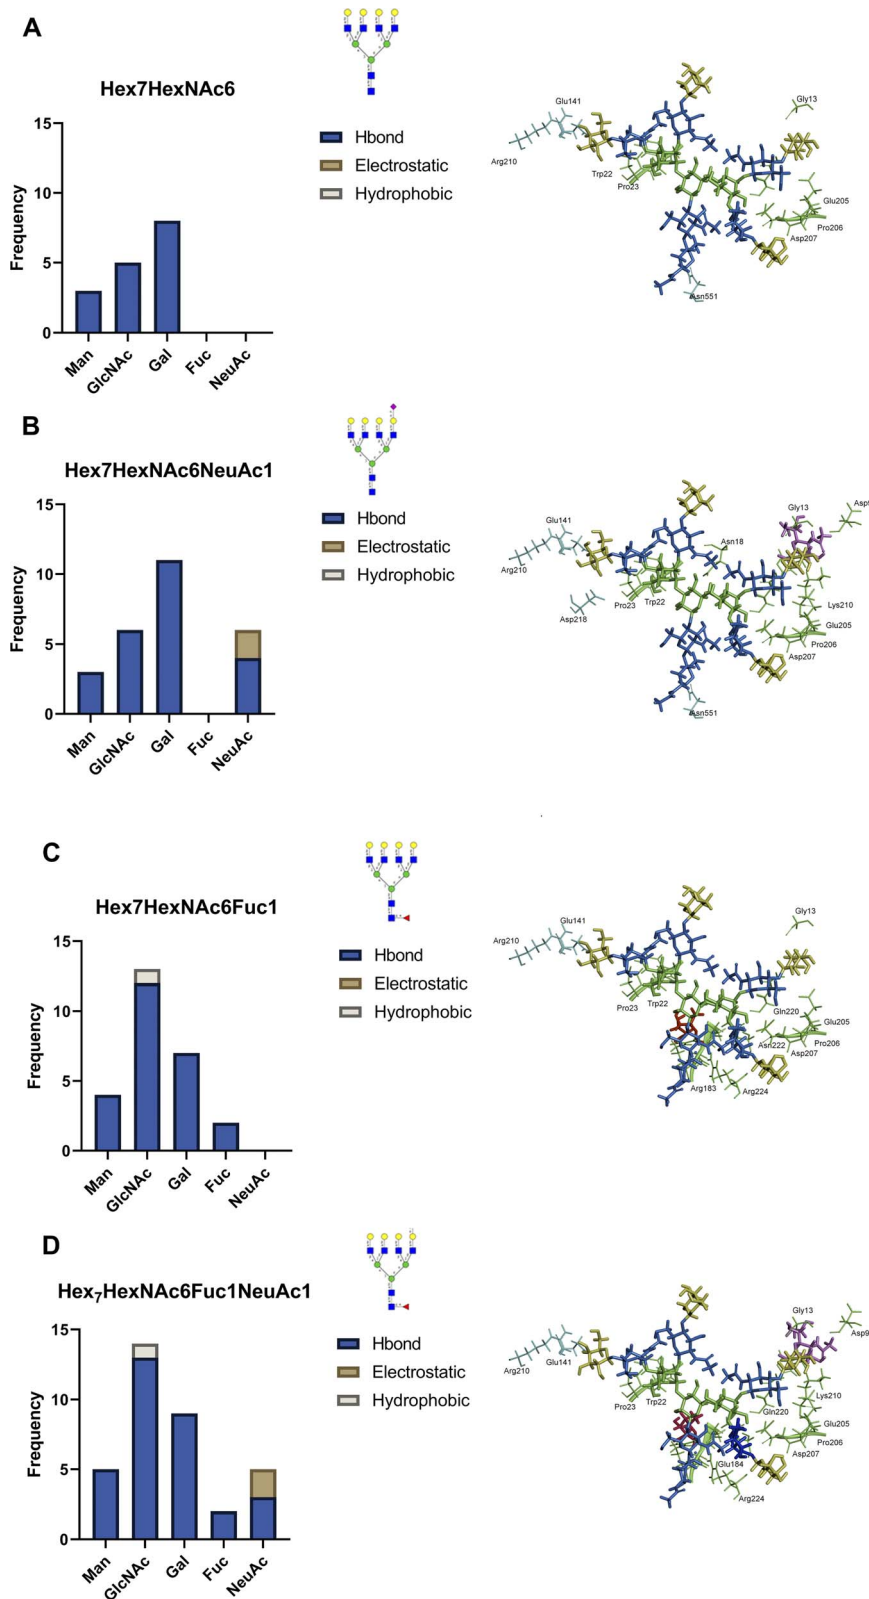 A
Hex7HexNAc6
Frequency
15
10
5
0
Man
GlcNAc
Gal
Fuc
NeuAc
Hbond
Electrostatic
Hydrophobic
Glu141
Arg210
Trp22
Pro23
Gly13
Glu205
Pro206
Asp207
Asn551
B
Hex7HexNAc6NeuAc1
Frequency
15
10
5
0
Man
GlcNAc
Gal
Fuc
NeuAc
Hbond
Electrostatic
Hydrophobic
Glu141
Arg210
Asp218
Pro23
Trp22
Asn18
Gly13
Lys210
Glu205
Pro206
Asp207
Asn551
C
Hex7HexNAc6Fuc1
Frequency
15
10
5
0
Man
GlcNAc
Gal
Fuc
NeuAc
Hbond
Electrostatic
Hydrophobic
Arg210
Glu141
Pro23
Trp22
Gly13
Gln220
Glu205
Asn222
Pro206
Asp207
Arg183
Arg224
D
Hex₇HexNAc6Fuc1NeuAc1
Frequency
15
10
5
0
Man
GlcNAc
Gal
Fuc
NeuAc
Hbond
Electrostatic
Hydrophobic
Arg210
Glu141
Pro23
Trp22
Gly13
Asp9
Lys210
Gln220
Glu205
Pro206
Asp207
Glu184
Arg224